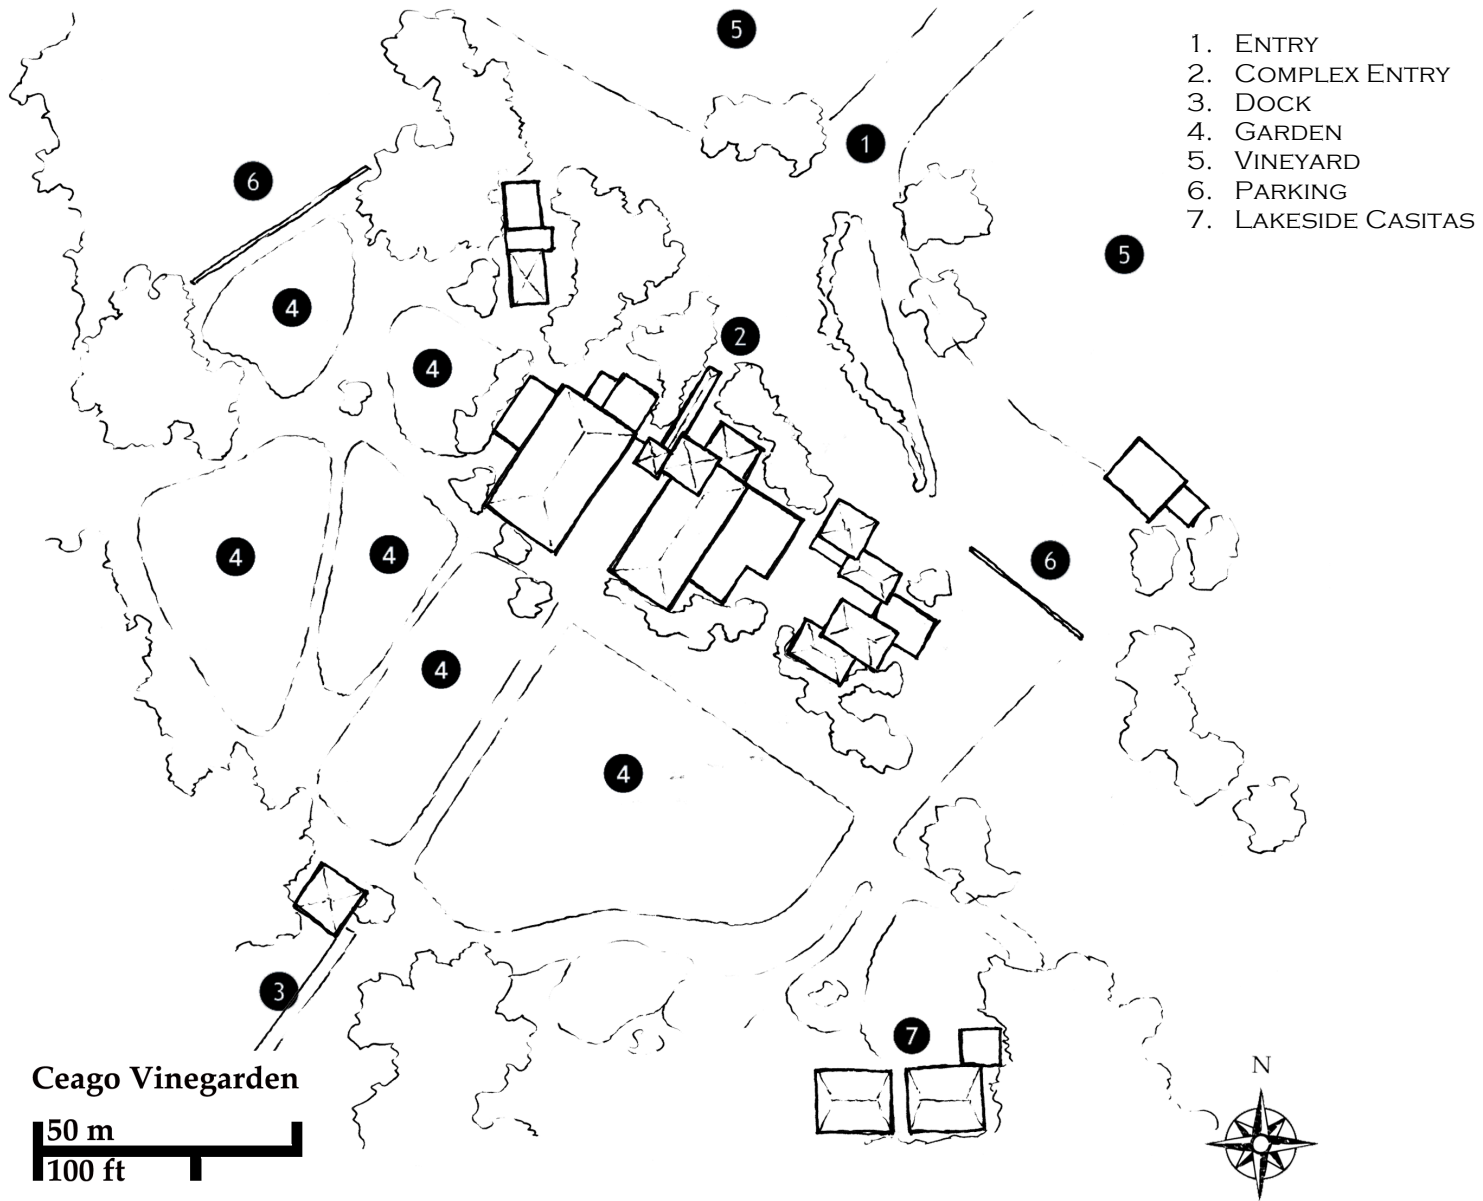 5
1. Entry
2. Complex Entry
3. Dock
4. Garden
5. Vineyard
6. Parking
7. Lakeside Casitas
1
6
5
4
2
4
4
4
6
4
4
3
7
Ceago Vinegarden
50 m
100 ft
N